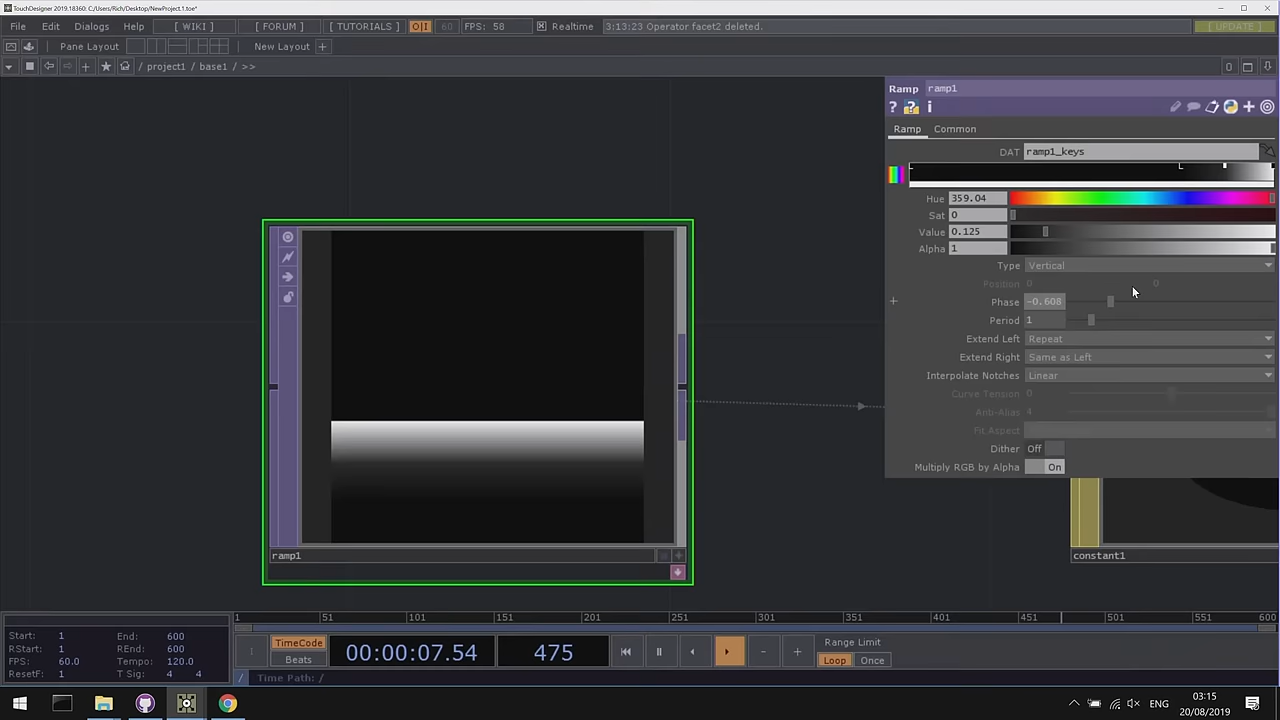 TouchDesigner 2019.18360: C:/Users/Rich/Desktop/NewProject.1.toe*
File Edit Dialogs Help [ WIKI ] [ FORUM ] [ TUTORIALS ] O|I 60 FPS: 58 Realtime 3:13:23 Operator facet2 deleted. [ UPDATE ]
Pane Layout New Layout +
/ project1 / base1 / >> 0
Ramp ramp1
? ? i
Ramp Common
DAT ramp1_keys
Hue 359.04
Sat 0
Value 0.125
Alpha 1
Type Vertical
Position 0 0
Phase -0.608
Period 1
Extend Left Repeat
Extend Right Same as Left
Interpolate Notches Linear
Curve Tension 0
Anti-Alias 4
Fit Aspect
Dither Off
Multiply RGB by Alpha On
ramp1
constant1
1 51 101 151 201 251 301 351 401 451 501 551 600
Start: 1 End: 600
RStart: 1 REnd: 600
FPS: 60.0 Tempo: 120.0
ResetF: 1 T Sig: 4 4
TimeCode
Beats
00:00:07.54 475
Range Limit
Loop Once
/ Time Path: /
ENG 03:15
20/08/2019